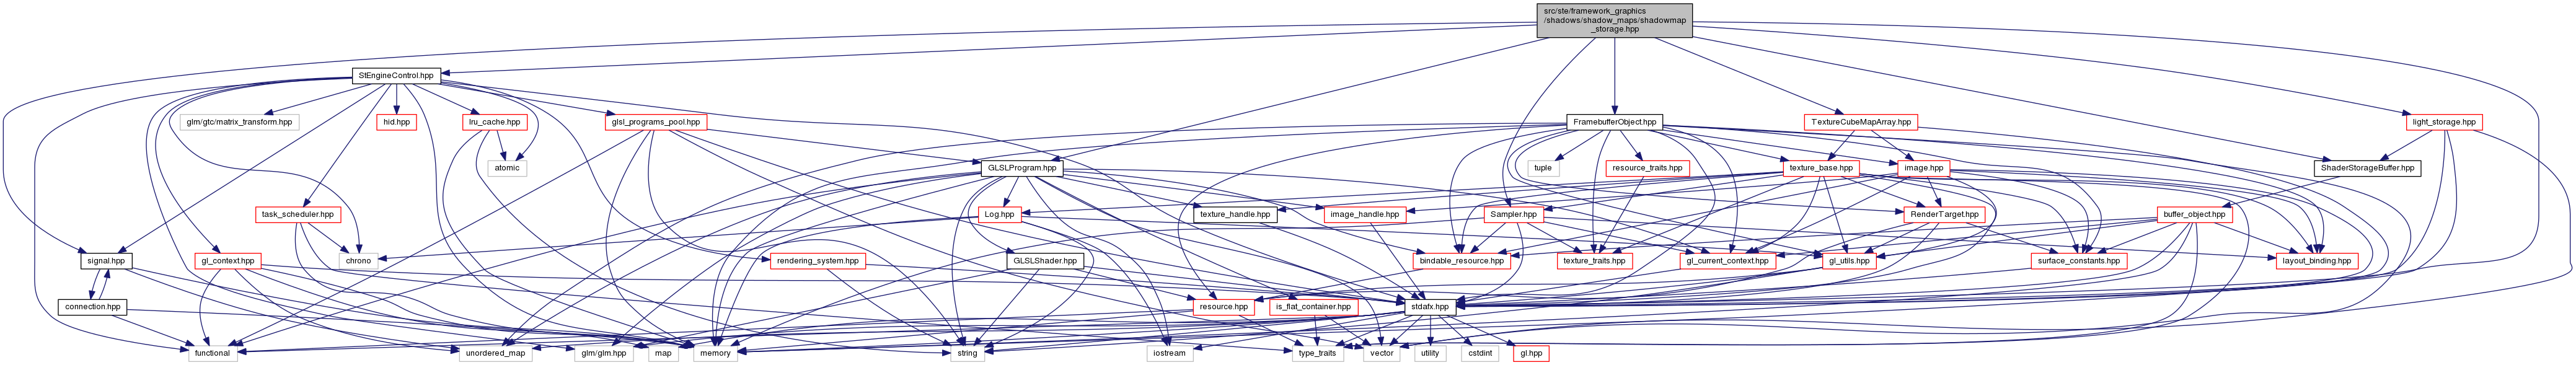 src/ste/framework_graphics
/shadows/shadow_maps/shadowmap
_storage.hpp
StEngineControl.hpp
glm/gtc/matrix_transform.hpp
hid.hpp
lru_cache.hpp
glsl_programs_pool.hpp
FramebufferObject.hpp
TextureCubeMapArray.hpp
light_storage.hpp
atomic
GLSLProgram.hpp
tuple
resource_traits.hpp
texture_base.hpp
image.hpp
ShaderStorageBuffer.hpp
task_scheduler.hpp
texture_handle.hpp
Log.hpp
image_handle.hpp
Sampler.hpp
RenderTarget.hpp
buffer_object.hpp
signal.hpp
gl_context.hpp
chrono
rendering_system.hpp
GLSLShader.hpp
bindable_resource.hpp
texture_traits.hpp
gl_current_context.hpp
gl_utils.hpp
surface_constants.hpp
layout_binding.hpp
connection.hpp
resource.hpp
is_flat_container.hpp
stdafx.hpp
functional
unordered_map
glm/glm.hpp
map
memory
string
iostream
type_traits
vector
utility
cstdint
gl.hpp